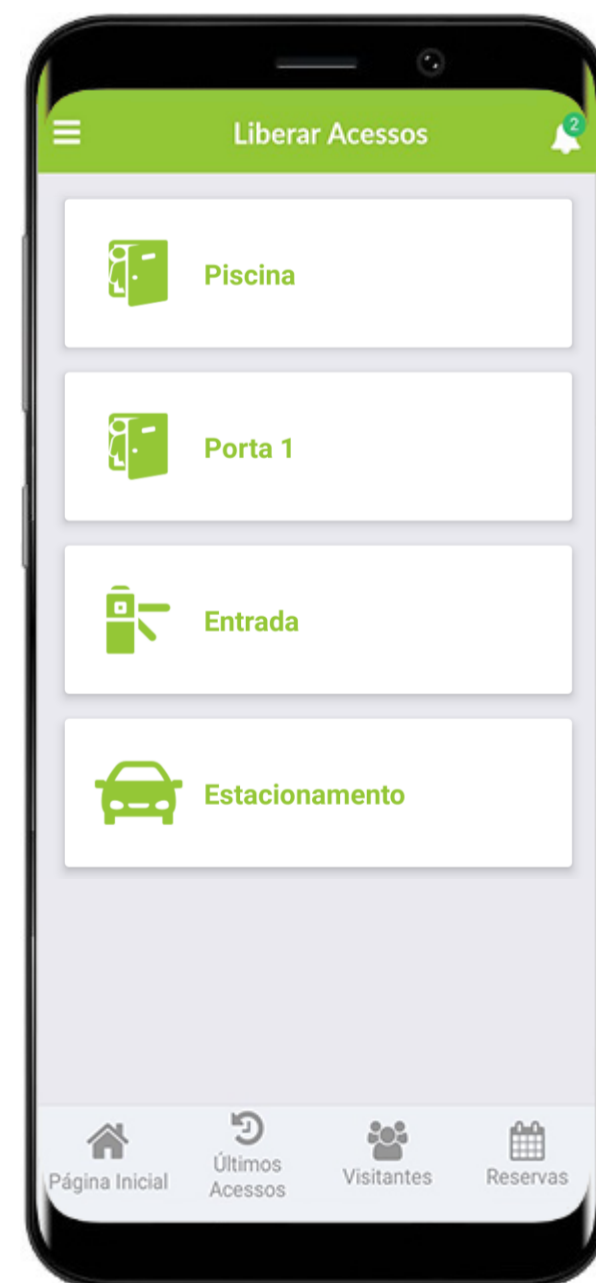 Liberar Acessos
2
Piscina
Porta 1
Entrada
Estacionamento
Página Inicial
Últimos
Acessos
Visitantes
Reservas